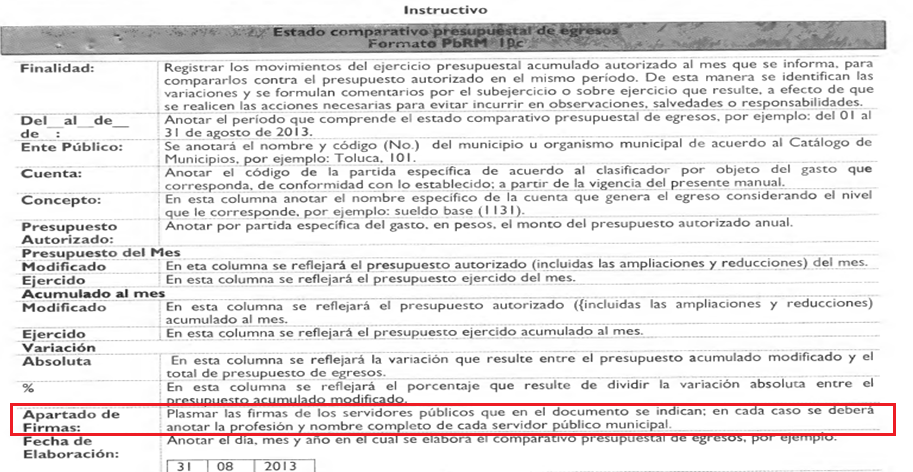 Instructivo
Estado comparativo presupuestal de egresos
Formato PbRM 10c
Finalidad: Registrar los movimientos del ejercicio presupuestal acumulado autorizado al mes que se informa, para
compararlos contra el presupuesto autorizado en el mismo período. De esta manera se identifican las
variaciones y se formulan comentarios por el subejercicio o sobre ejercicio que resulte, a efecto de que
se realicen las acciones necesarias para evitar incurrir en observaciones, salvedades o responsabilidades.
Del__al__de__ Anotar el período que comprende el estado comparativo presupuestal de egresos, por ejemplo: del 01 al
de : 31 de agosto de 2013.
Ente Público: Se anotará el nombre y código (No.) del municipio u organismo municipal de acuerdo al Catálogo de
Municipios, por ejemplo: Toluca, 101.
Cuenta: Anotar el código de la partida específica de acuerdo al clasificador por objeto del gasto que
corresponda, de conformidad con lo establecido; a partir de la vigencia del presente manual.
Concepto: En esta columna anotar el nombre específico de la cuenta que genera el egreso considerando el nivel
que le corresponde, por ejemplo: sueldo base (1131).
Presupuesto Anotar por partida específica del gasto, en pesos, el monto del presupuesto autorizado anual.
Autorizado:
Presupuesto del Mes
Modificado En eta columna se reflejará el presupuesto autorizado (incluidas las ampliaciones y reducciones) del mes.
Ejercido En esta columna se reflejará el presupuesto ejercido del mes.
Acumulado al mes
Modificado En esta columna se reflejará el presupuesto autorizado ({incluidas las ampliaciones y reducciones)
acumulado al mes.
Ejercido En esta columna se reflejará el presupuesto ejercido acumulado al mes.
Variación
Absoluta En esta columna se reflejará la variación que resulte entre el presupuesto acumulado modificado y el
total de presupuesto de egresos.
% En esta columna se reflejará el porcentaje que resulte de dividir la variación absoluta entre el
presupuesto acumulado modificado.
Apartado de Plasmar las firmas de los servidores públicos que en el documento se indican; en cada caso se deberá
Firmas: anotar la profesión y nombre completo de cada servidor público municipal.
Fecha de Anotar el día, mes y año en el cual se elabora el comparativo presupuestal de egresos, por ejemplo:
Elaboración:
31 08 2013